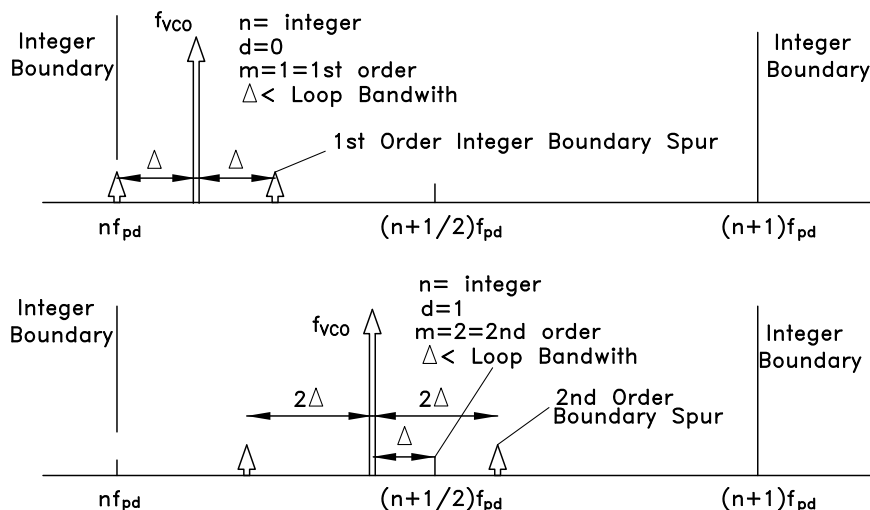 Integer
Boundary
fVCO
n= integer
d=0
m=1=1st order
Δ< Loop Bandwith
Integer
Boundary
Δ
Δ
1st Order Integer Boundary Spur
nfpd
(n+1/2)fpd
(n+1)fpd
Integer
Boundary
fVCO
n= integer
d=1
m=2=2nd order
Δ< Loop Bandwith
Integer
Boundary
2Δ
2Δ
2nd Order
Boundary Spur
Δ
nfpd
(n+1/2)fpd
(n+1)fpd